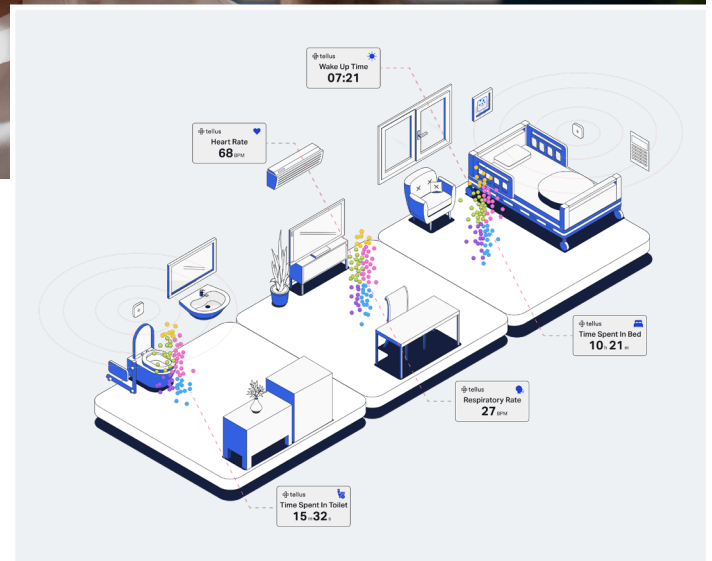 tellus
Wake Up Time
07:21
tellus
Heart Rate
68 BPM
tellus
Time Spent In Bed
10 h 21 m
tellus
Respiratory Rate
27 BPM
tellus
Time Spent In Toilet
15 m 32 s